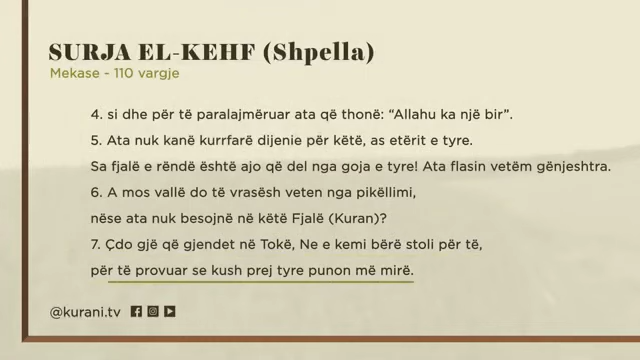 SURJA EL-KEHF (Shpella)
Mekase - 110 vargje
4. si dhe për të paralajmëruar ata që thonë: “Allahu ka një bir”.
5. Ata nuk kanë kurrfarë dijenie për këtë, as etërit e tyre.
Sa fjalë e rëndë është ajo që del nga goja e tyre! Ata flasin vetëm gënjeshtra.
6. A mos vallë do të vrasësh veten nga pikëllimi,
nëse ata nuk besojnë në këtë Fjalë (Kuran)?
7. Çdo gjë që gjendet në Tokë, Ne e kemi bërë stoli për të,
për të provuar se kush prej tyre punon më mirë.
@kurani.tv